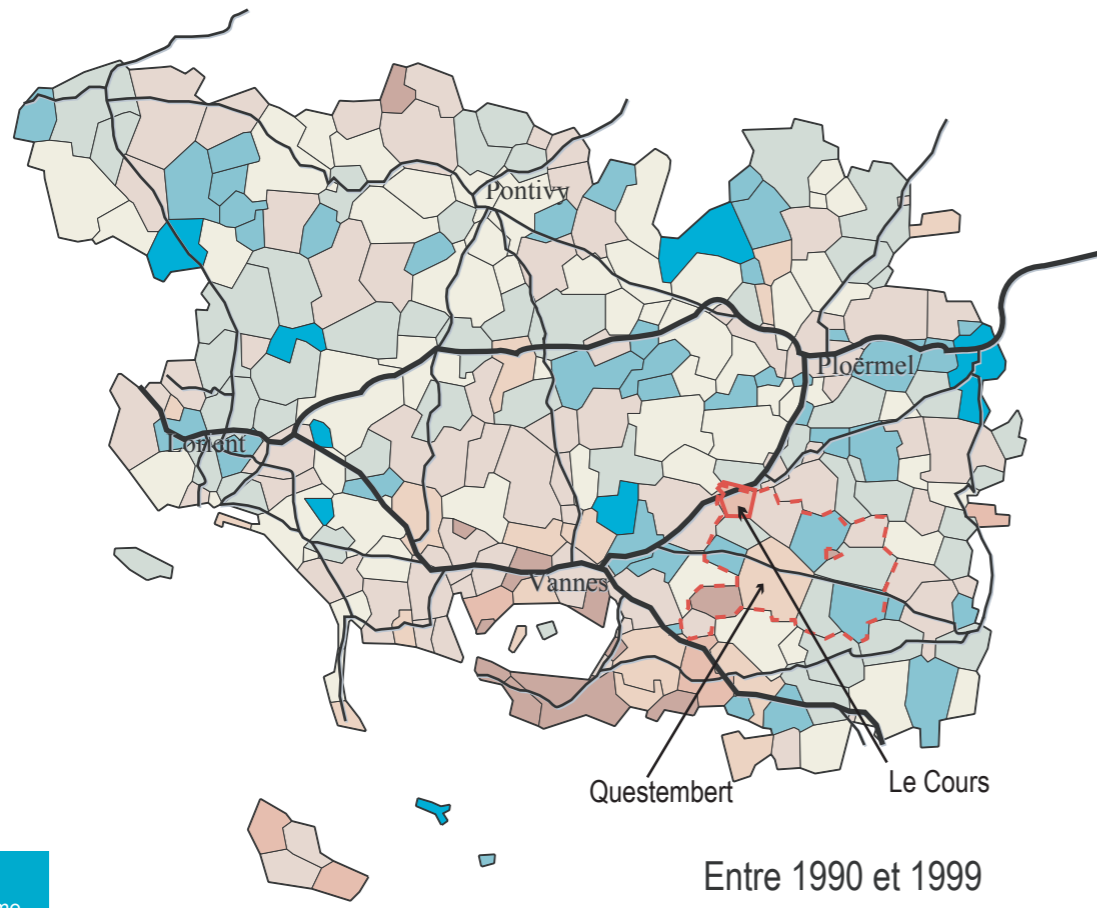 Pontivy
Ploërmel
Lorient
Vannes
Questembert
Le Cours
Entre 1990 et 1999